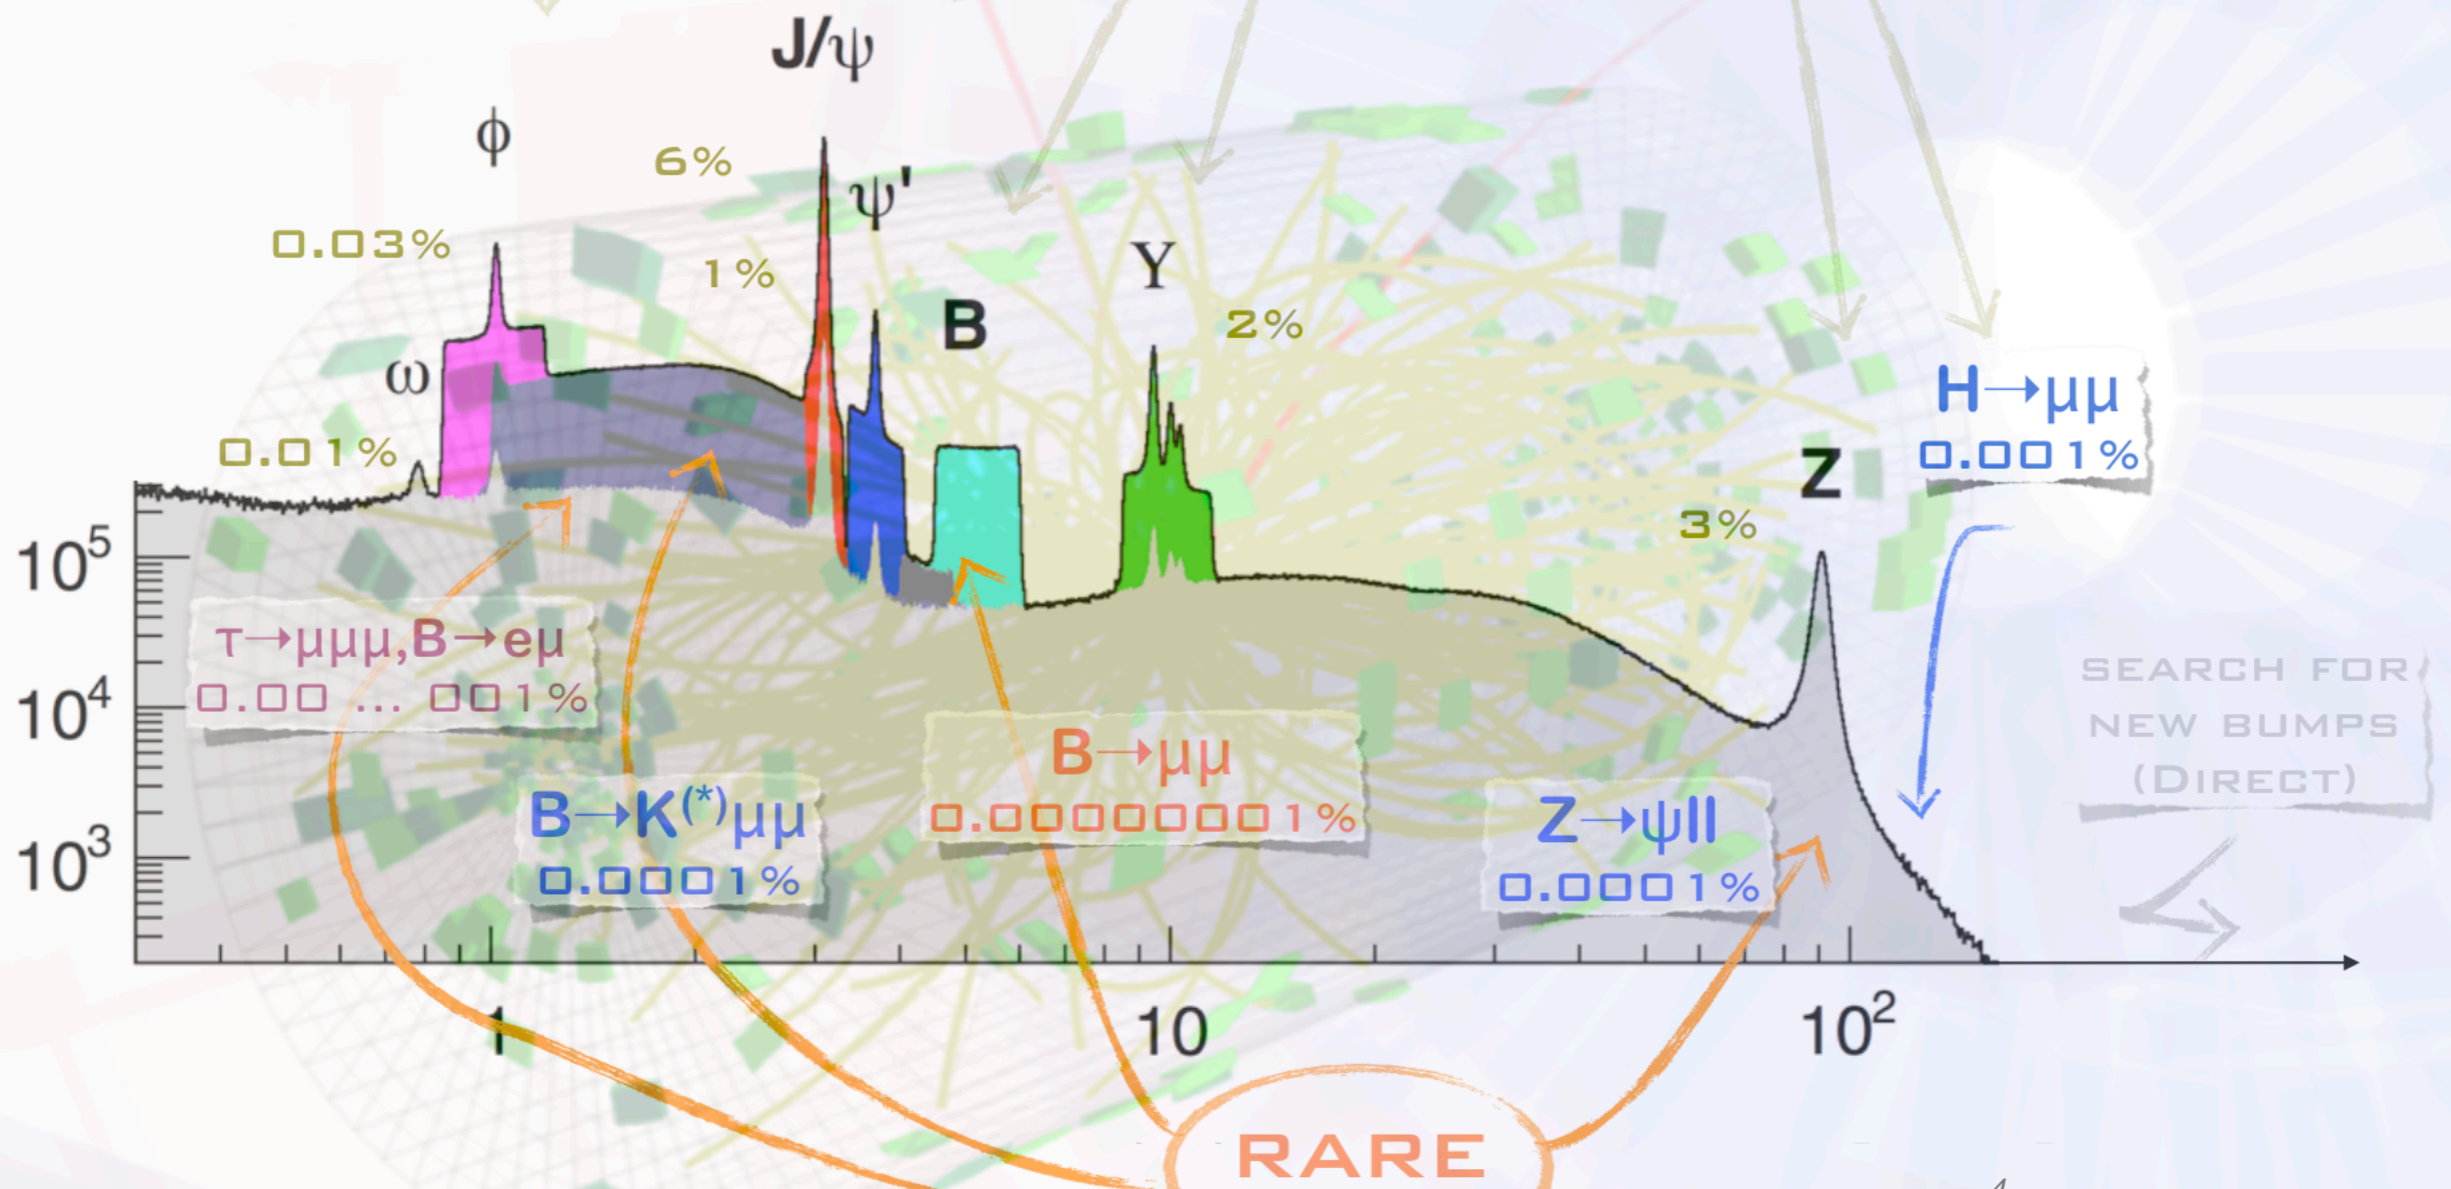 J/ψ
ϕ
6%
ψ'
0.03%
1%
Υ
B
2%
ω
H→μμ
0.001%
0.01%
Z
3%
10⁵
τ→μμμ,B→eμ
0.00 ... 001%
SEARCH FOR
NEW BUMPS
(DIRECT)
10⁴
B→μμ
0.00000001%
B→K⁽*⁾μμ
0.0001%
Z→ψll
0.0001%
10³
1
10
10²
RARE